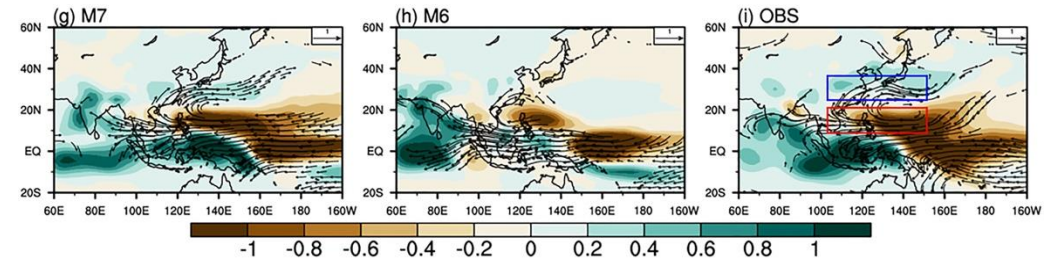 (g) M7
(h) M6
(i) OBS
1
1
1
60N
40N
20N
EQ
20S
60E 80E 100E 120E 140E 160E 180 160W
60N
40N
20N
EQ
20S
60E 80E 100E 120E 140E 160E 180 160W
60N
40N
20N
EQ
20S
60E 80E 100E 120E 140E 160E 180 160W
-1 -0.8 -0.6 -0.4 -0.2 0 0.2 0.4 0.6 0.8 1